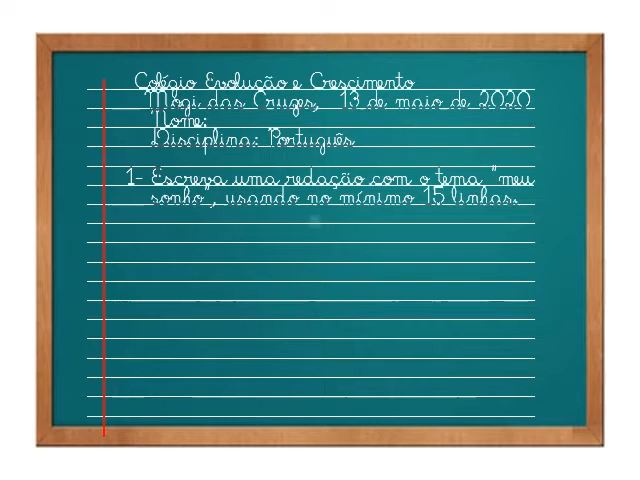 Colégio Evolução e Crescimento
Mogi das Cruzes, 13 de maio de 2020
Nome:
Disciplina: Português
1- Escreva uma redação com o tema "meu
sonho", usando no mínimo 15 linhas.